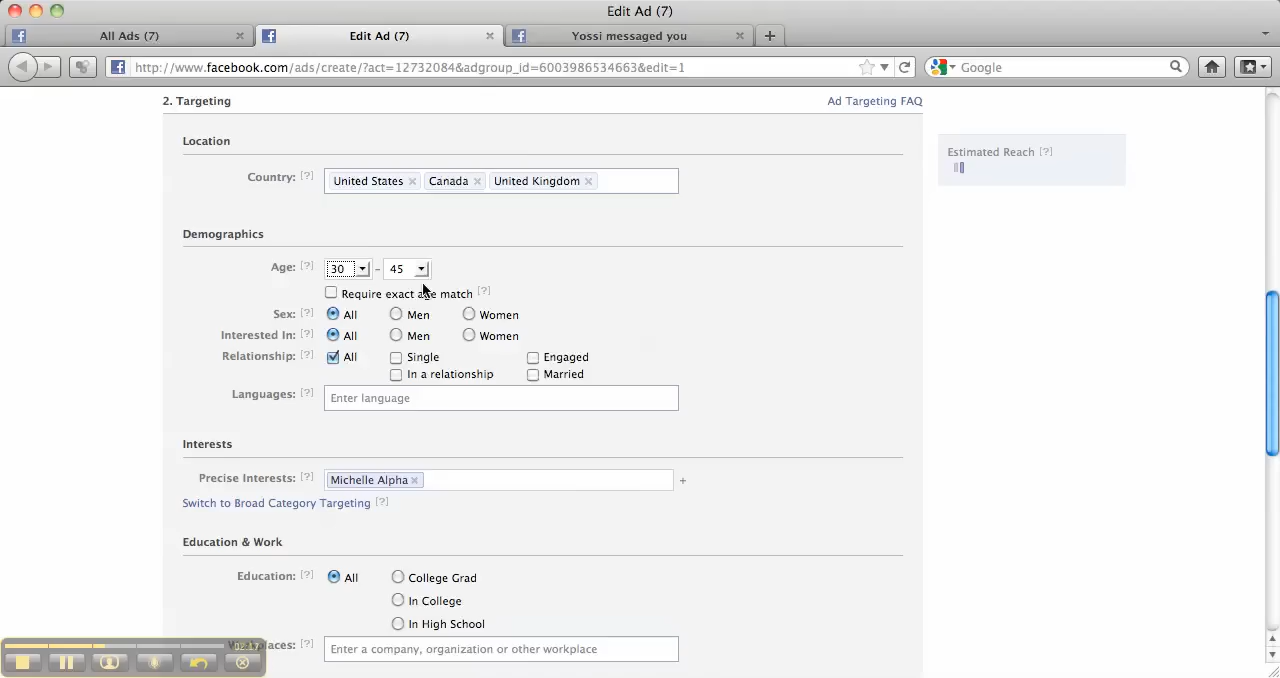 Edit Ad (7)
All Ads (7)
Edit Ad (7)
Yossi messaged you
http://www.facebook.com/ads/create/?act=12732084&adgroup_id=6003986534663&edit=1
Google
2. Targeting
Ad Targeting FAQ
Location
Estimated Reach [?]
Country: [?]
United States
Canada
United Kingdom
Demographics
Age: [?]
30 - 45
Require exact age match [?]
Sex: [?] All Men Women
Interested In: [?] All Men Women
Relationship: [?] All Single Engaged
In a relationship Married
Languages: [?] Enter language
Interests
Precise Interests: [?] Michelle Alpha +
Switch to Broad Category Targeting [?]
Education & Work
Education: [?] All College Grad
In College
In High School
Workplaces: [?] Enter a company, organization or other workplace